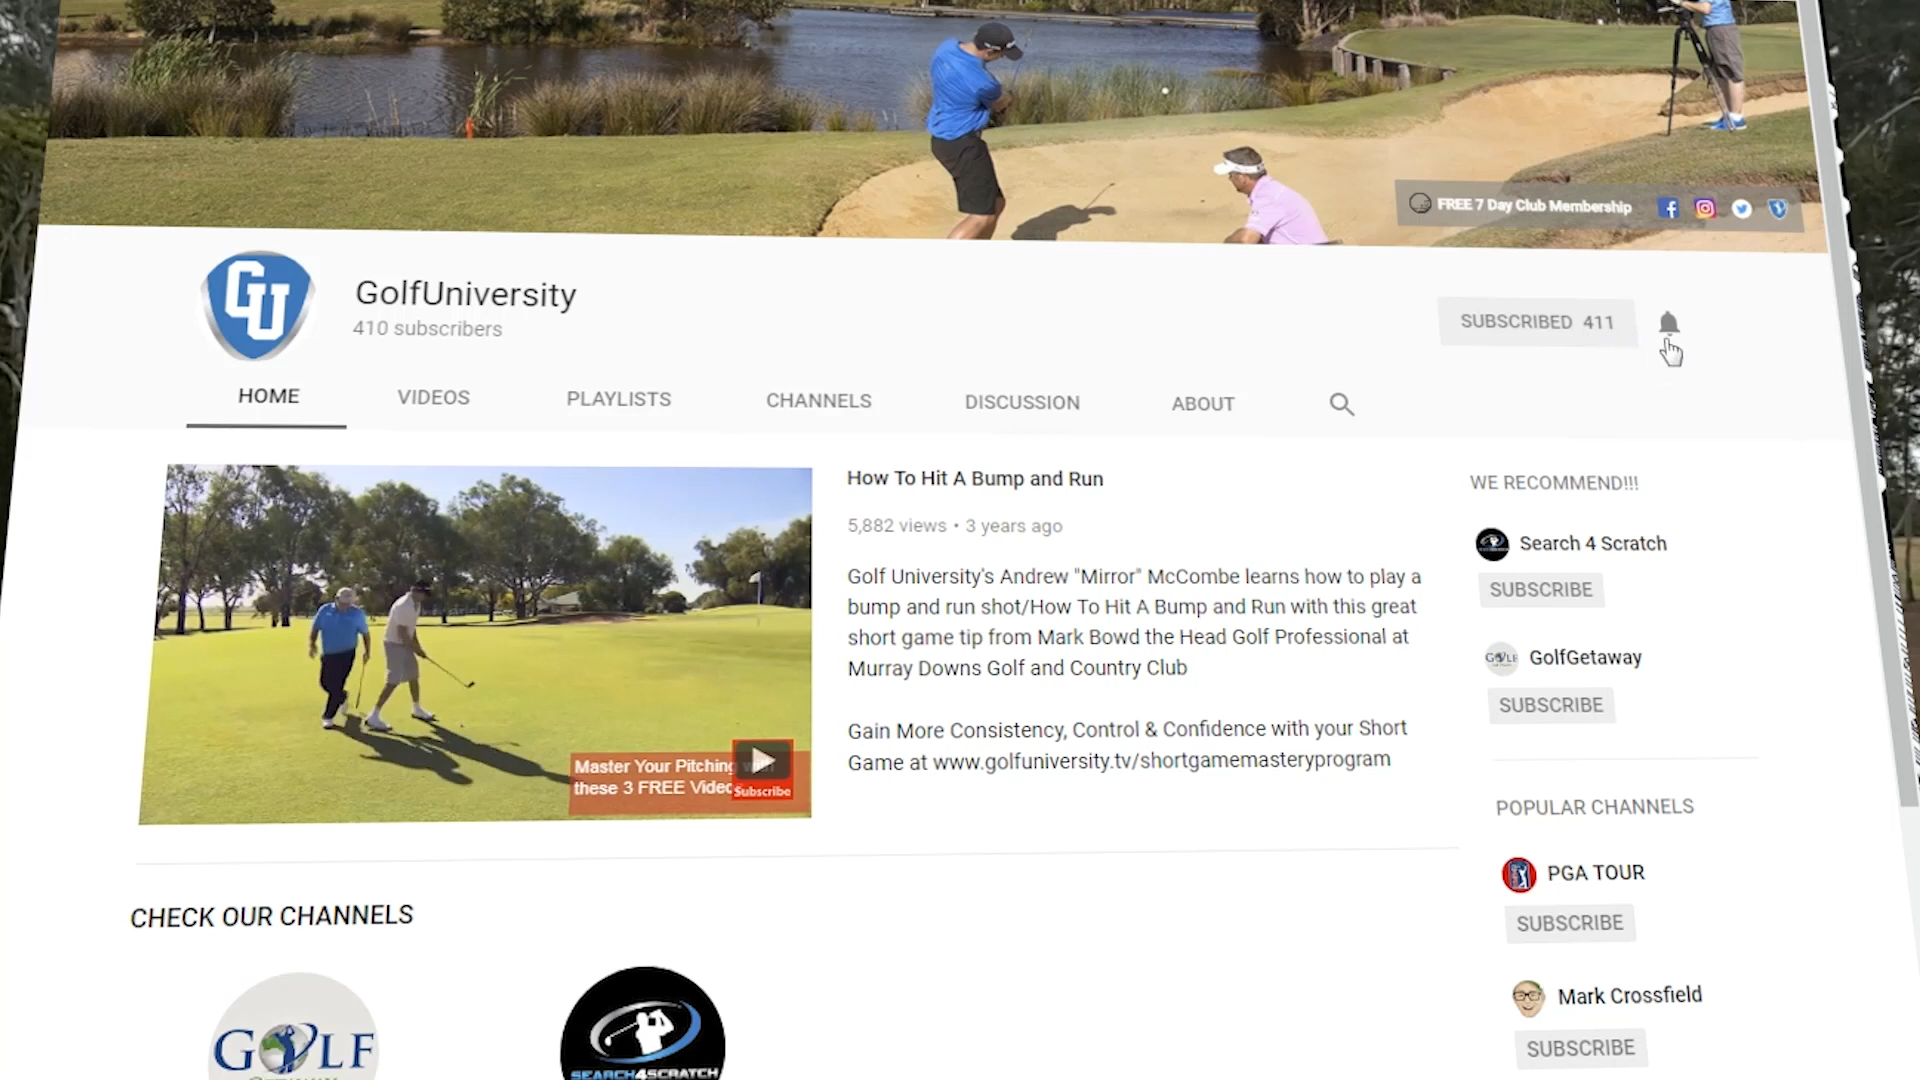 FREE 7 Day Club Membership
GU
GolfUniversity
410 subscribers
SUBSCRIBED 411
HOME VIDEOS PLAYLISTS CHANNELS DISCUSSION ABOUT
How To Hit A Bump and Run
5,882 views • 3 years ago
Golf University's Andrew "Mirror" McCombe learns how to play a
bump and run shot/How To Hit A Bump and Run with this great
short game tip from Mark Bowd the Head Golf Professional at
Murray Downs Golf and Country Club
Gain More Consistency, Control & Confidence with your Short
Game at www.golfuniversity.tv/shortgamemasteryprogram
Master Your Pitching with
these 3 FREE
Subscribe
WE RECOMMEND!!!
Search 4 Scratch
SUBSCRIBE
GolfGetaway
SUBSCRIBE
POPULAR CHANNELS
PGA TOUR
SUBSCRIBE
Mark Crossfield
SUBSCRIBE
CHECK OUR CHANNELS
GOLF
SEARCH4SCRATCH